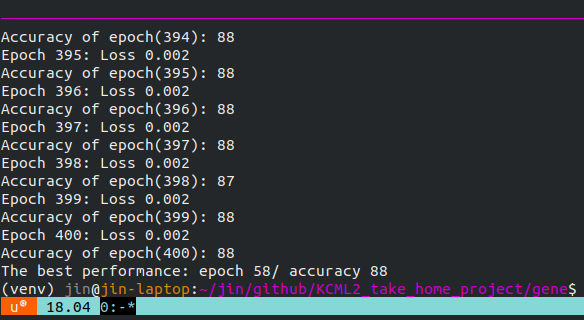 Accuracy of epoch(394): 88
Epoch 395: Loss 0.002
Accuracy of epoch(395): 88
Epoch 396: Loss 0.002
Accuracy of epoch(396): 88
Epoch 397: Loss 0.002
Accuracy of epoch(397): 88
Epoch 398: Loss 0.002
Accuracy of epoch(398): 87
Epoch 399: Loss 0.002
Accuracy of epoch(399): 88
Epoch 400: Loss 0.002
Accuracy of epoch(400): 88
The best performance: epoch 58/ accuracy 88
(venv) jin@jin-laptop:~/jin/github/KCML2_take_home_project/gene$
u® 18.04 0:-*